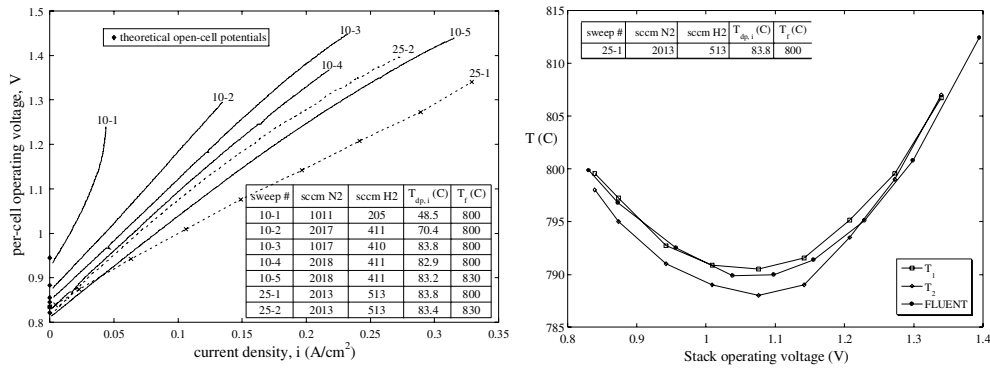 1.5
1.4
1.3
1.2
1.1
1
0.9
0.8
per-cell operating voltage, V
theoretical open-cell potentials
10-1
10-2
10-3
10-4
25-2
10-5
25-1
sweep # sccm N2 sccm H2 T_dp, i (C) T_f (C)
10-1 1011 205 48.5 800
10-2 2017 411 70.4 800
10-3 1017 410 83.8 800
10-4 2018 411 82.9 800
10-5 2018 411 83.2 830
25-1 2013 513 83.8 800
25-2 2013 513 83.4 830
0 0.05 0.1 0.15 0.2 0.25 0.3 0.35
current density, i (A/cm²)
815
810
805
T (C)
800
795
790
785
sweep # sccm N2 sccm H2 T_dp, i (C) T_f (C)
25-1 2013 513 83.8 800
T_1
T_2
FLUENT
0.8 0.9 1 1.1 1.2 1.3 1.4
Stack operating voltage (V)